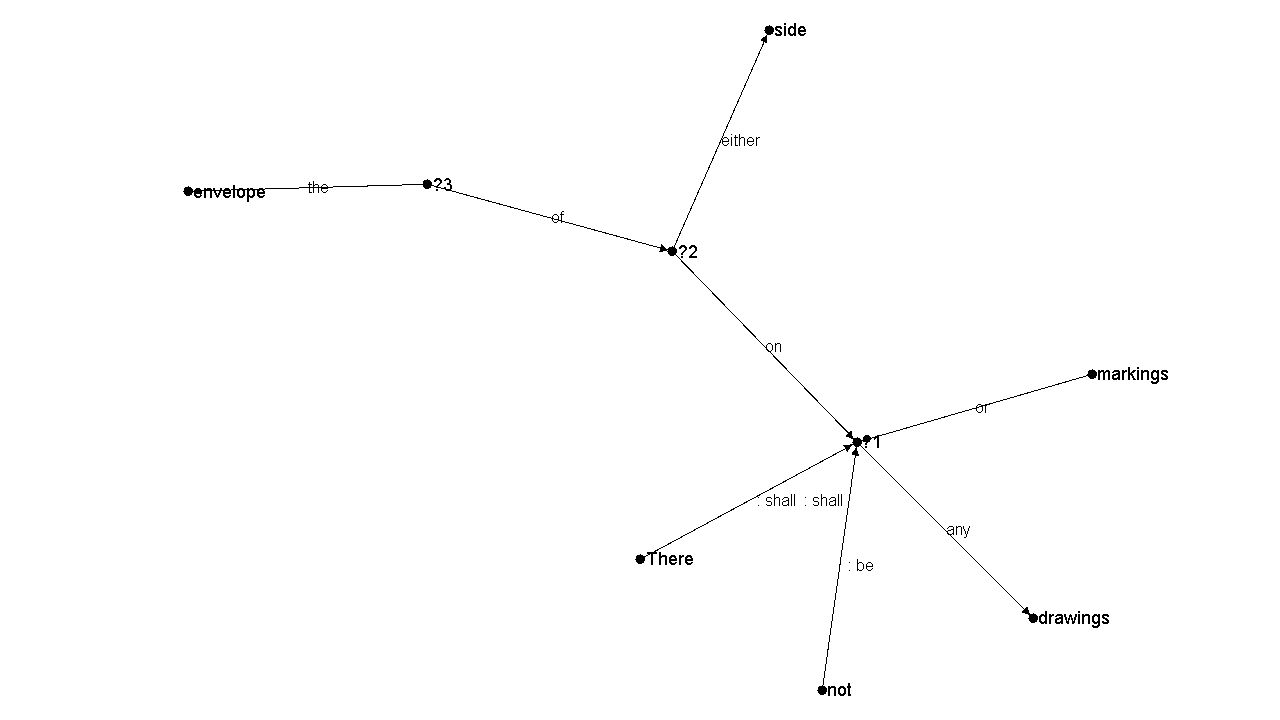 side
either
envelope
the
?3
of
?2
on
markings
or
?1
: shall : shall
any
There
: be
drawings
not